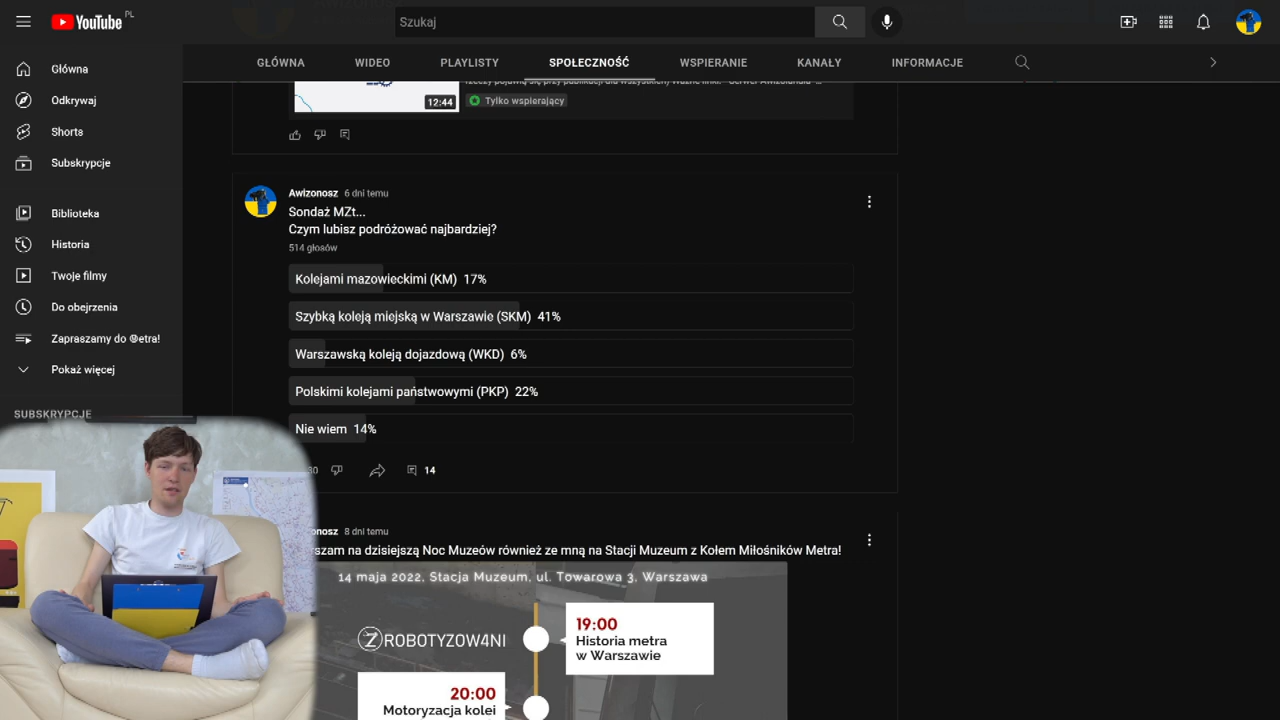 YouTube PL
Szukaj
GŁÓWNA WIDEO PLAYLISTY SPOŁECZNOŚĆ WSPIERANIE KANAŁY INFORMACJE
Główna
Odkrywaj
Shorts
Subskrypcje
Biblioteka
Historia
Twoje filmy
Do obejrzenia
Zapraszamy do @etra!
Pokaż więcej
SUBSKRYPCJE
12:44
Tylko wspierający
Awizonosz 6 dni temu
Sondaż MZt...
Czym lubisz podróżować najbardziej?
514 głosów
Kolejami mazowieckimi (KM) 17%
Szybką koleją miejską w Warszawie (SKM) 41%
Warszawską koleją dojazdową (WKD) 6%
Polskimi kolejami państwowymi (PKP) 22%
Nie wiem 14%
30 14
onosz 8 dni temu
rszam na dzisiejszą Noc Muzeów również ze mną na Stacji Muzeum z Kołem Miłośników Metra!
14 maja 2022, Stacja Muzeum, ul. Towarowa 3, Warszawa
ZROBOTYZOW4NI
19:00
Historia metra
w Warszawie
20:00
Motoryzacja kolei